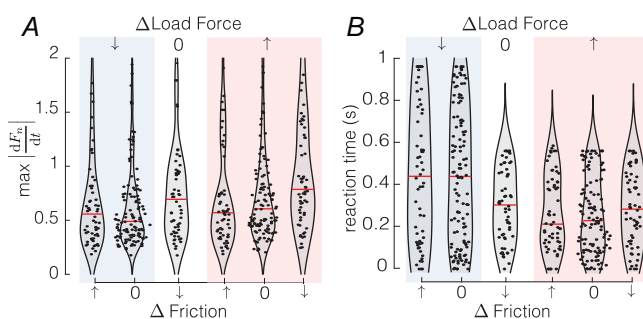 A
ΔLoad Force
↓ 0 ↑
max |dFn/dt|
2
1.5
1
0.5
0
↑ 0 ↓ ↑ 0 ↓
Δ Friction
B
ΔLoad Force
↓ 0 ↑
reaction time (s)
1
0.8
0.6
0.4
0.2
0
↑ 0 ↓ ↑ 0 ↓
Δ Friction